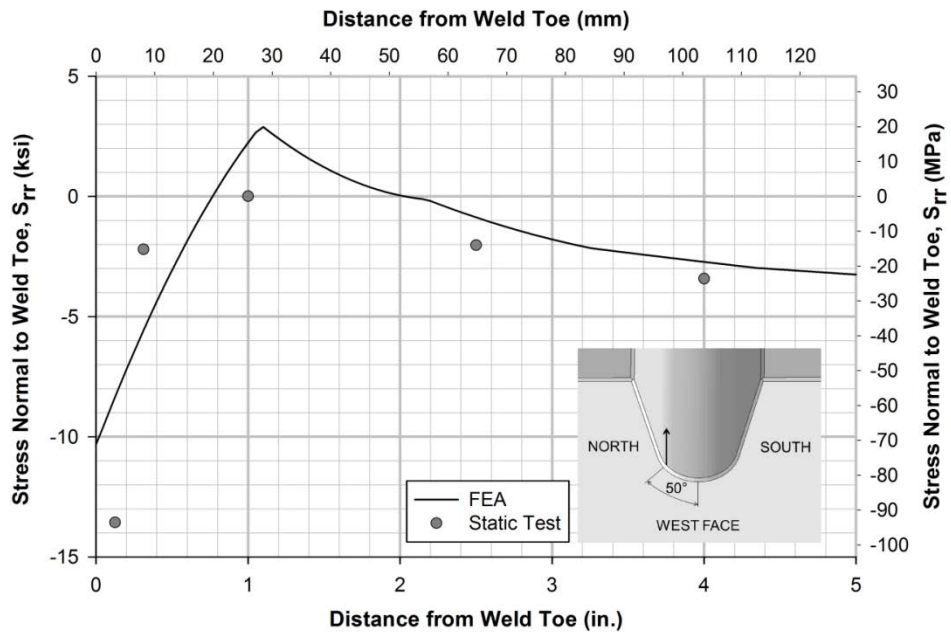 Distance from Weld Toe (mm)
0 10 20 30 40 50 60 70 80 90 100 110 120
Stress Normal to Weld Toe, Srr (ksi)
5
0
-5
-10
-15
Stress Normal to Weld Toe, Srr (MPa)
30
20
10
0
-10
-20
-30
-40
-50
-60
-70
-80
-90
-100
NORTH
SOUTH
50°
WEST FACE
FEA
Static Test
0 1 2 3 4 5
Distance from Weld Toe (in.)